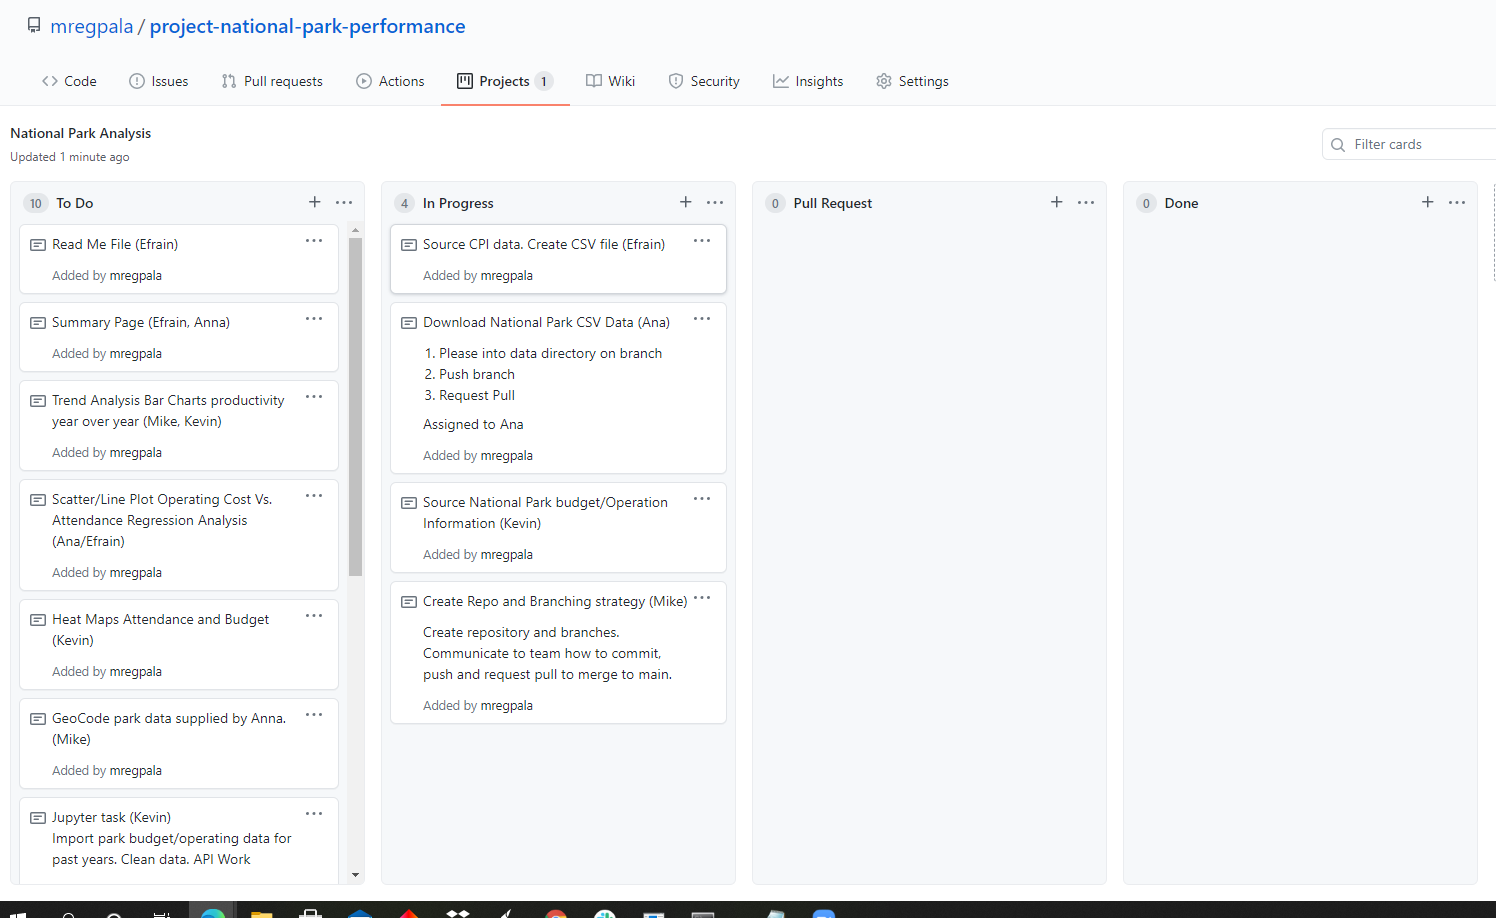 mregpala / project-national-park-performance
Code Issues Pull requests Actions Projects 1 Wiki Security Insights Settings
National Park Analysis
Updated 1 minute ago
Filter cards
10 To Do
Read Me File (Efrain)
Added by mregpala
Summary Page (Efrain, Anna)
Added by mregpala
Trend Analysis Bar Charts productivity
year over year (Mike, Kevin)
Added by mregpala
Scatter/Line Plot Operating Cost Vs.
Attendance Regression Analysis
(Ana/Efrain)
Added by mregpala
Heat Maps Attendance and Budget
(Kevin)
Added by mregpala
GeoCode park data supplied by Anna.
(Mike)
Added by mregpala
Jupyter task (Kevin)
Import park budget/operating data for
past years. Clean data. API Work
4 In Progress
Source CPI data. Create CSV file (Efrain)
Added by mregpala
Download National Park CSV Data (Ana)
1. Please into data directory on branch
2. Push branch
3. Request Pull
Assigned to Ana
Added by mregpala
Source National Park budget/Operation
Information (Kevin)
Added by mregpala
Create Repo and Branching strategy (Mike)
Create repository and branches.
Communicate to team how to commit,
push and request pull to merge to main.
Added by mregpala
0 Pull Request
0 Done